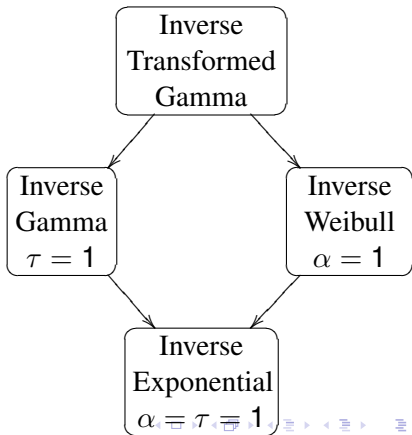 Inverse
Transformed
Gamma
Inverse
Gamma
τ = 1
Inverse
Weibull
α = 1
Inverse
Exponential
α = τ = 1